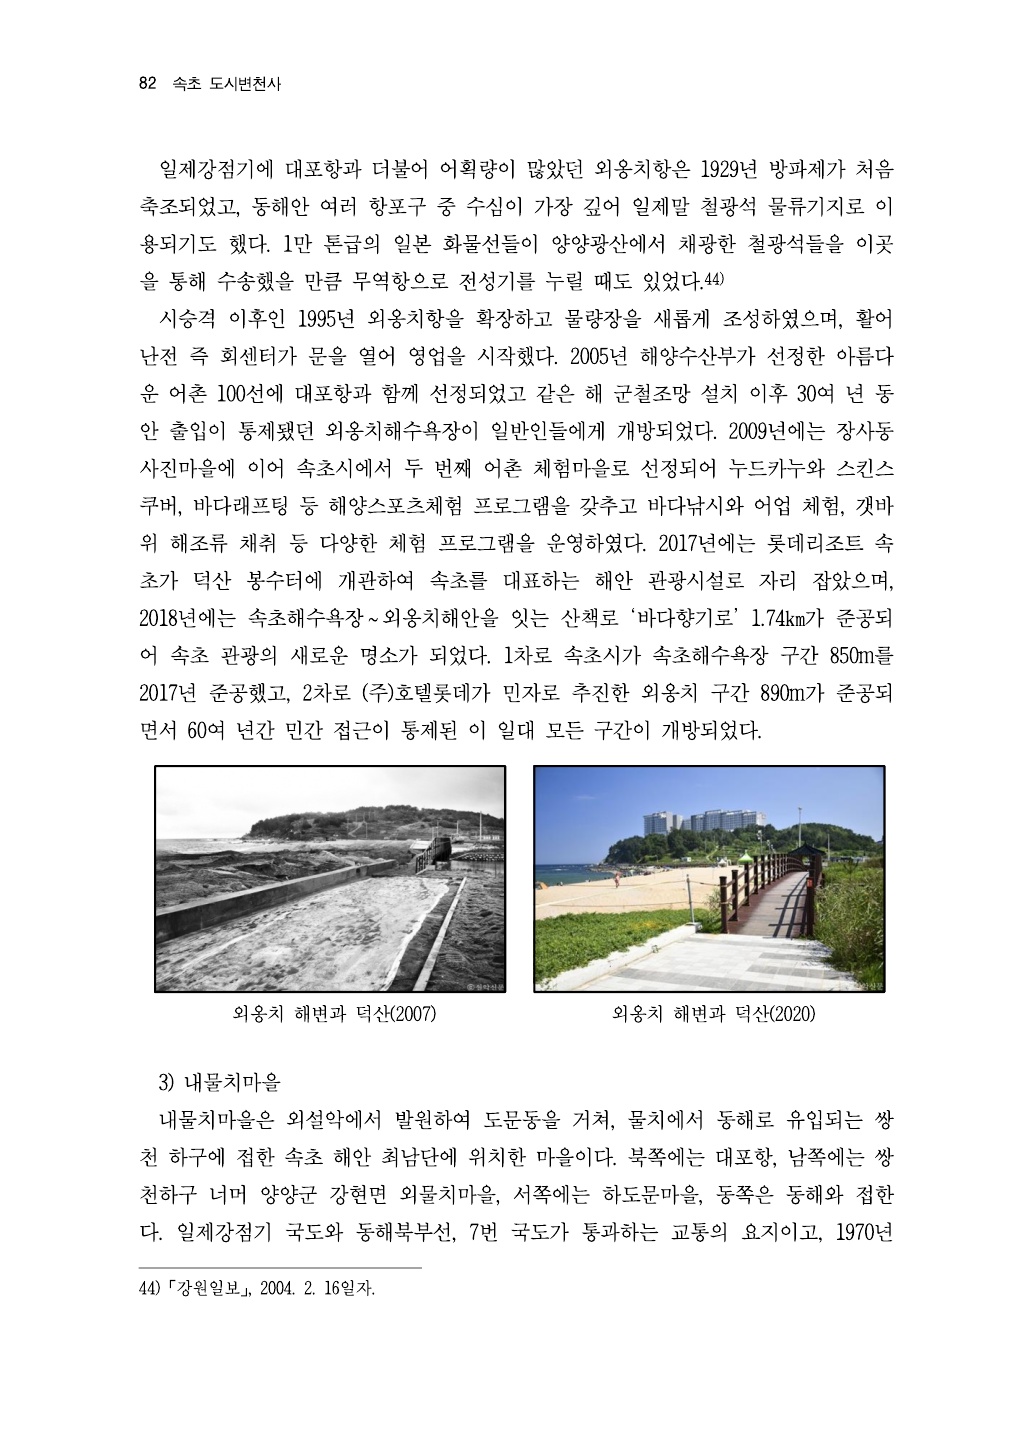 82 속초 도시변천사
일제강점기에 대포항과 더불어 어획량이 많았던 외옹치항은 1929년 방파제가 처음
축조되었고, 동해안 여러 항포구 중 수심이 가장 깊어 일제말 철광석 물류기지로 이
용되기도 했다. 1만 톤급의 일본 화물선들이 양양광산에서 채광한 철광석들을 이곳
을 통해 수송했을 만큼 무역항으로 전성기를 누릴 때도 있었다.44)
시승격 이후인 1995년 외옹치항을 확장하고 물량장을 새롭게 조성하였으며, 활어
난전 즉 회센터가 문을 열어 영업을 시작했다. 2005년 해양수산부가 선정한 아름다
운 어촌 100선에 대포항과 함께 선정되었고 같은 해 군철조망 설치 이후 30여 년 동
안 출입이 통제됐던 외옹치해수욕장이 일반인들에게 개방되었다. 2009년에는 장사동
사진마을에 이어 속초시에서 두 번째 어촌 체험마을로 선정되어 누드카누와 스킨스
쿠버, 바다래프팅 등 해양스포츠체험 프로그램을 갖추고 바다낚시와 어업 체험, 갯바
위 해조류 채취 등 다양한 체험 프로그램을 운영하였다. 2017년에는 롯데리조트 속
초가 덕산 봉수터에 개관하여 속초를 대표하는 해안 관광시설로 자리 잡았으며,
2018년에는 속초해수욕장~외옹치해안을 잇는 산책로 ‘바다향기로’ 1.74㎞가 준공되
어 속초 관광의 새로운 명소가 되었다. 1차로 속초시가 속초해수욕장 구간 850m를
2017년 준공했고, 2차로 (주)호텔롯데가 민자로 추진한 외옹치 구간 890m가 준공되
면서 60여 년간 민간 접근이 통제된 이 일대 모든 구간이 개방되었다.
외옹치 해변과 덕산(2007)
외옹치 해변과 덕산(2020)
3) 내물치마을
내물치마을은 외설악에서 발원하여 도문동을 거쳐, 물치에서 동해로 유입되는 쌍
천 하구에 접한 속초 해안 최남단에 위치한 마을이다. 북쪽에는 대포항, 남쪽에는 쌍
천하구 너머 양양군 강현면 외물치마을, 서쪽에는 하도문마을, 동쪽은 동해와 접한
다. 일제강점기 국도와 동해북부선, 7번 국도가 통과하는 교통의 요지이고, 1970년
44)「강원일보」, 2004. 2. 16일자.